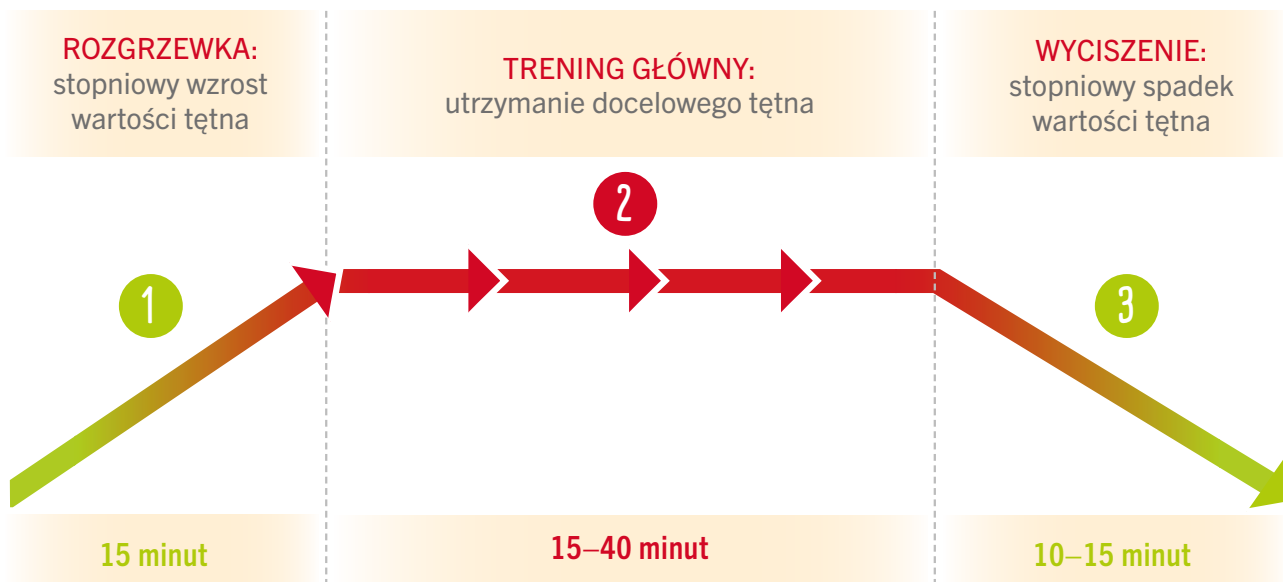 ROZGRZEWKA:
stopniowy wzrost
wartości tętna
TRENING GŁÓWNY:
utrzymanie docelowego tętna
WYCISZENIE:
stopniowy spadek
wartości tętna
1
2
3
15 minut
15–40 minut
10–15 minut